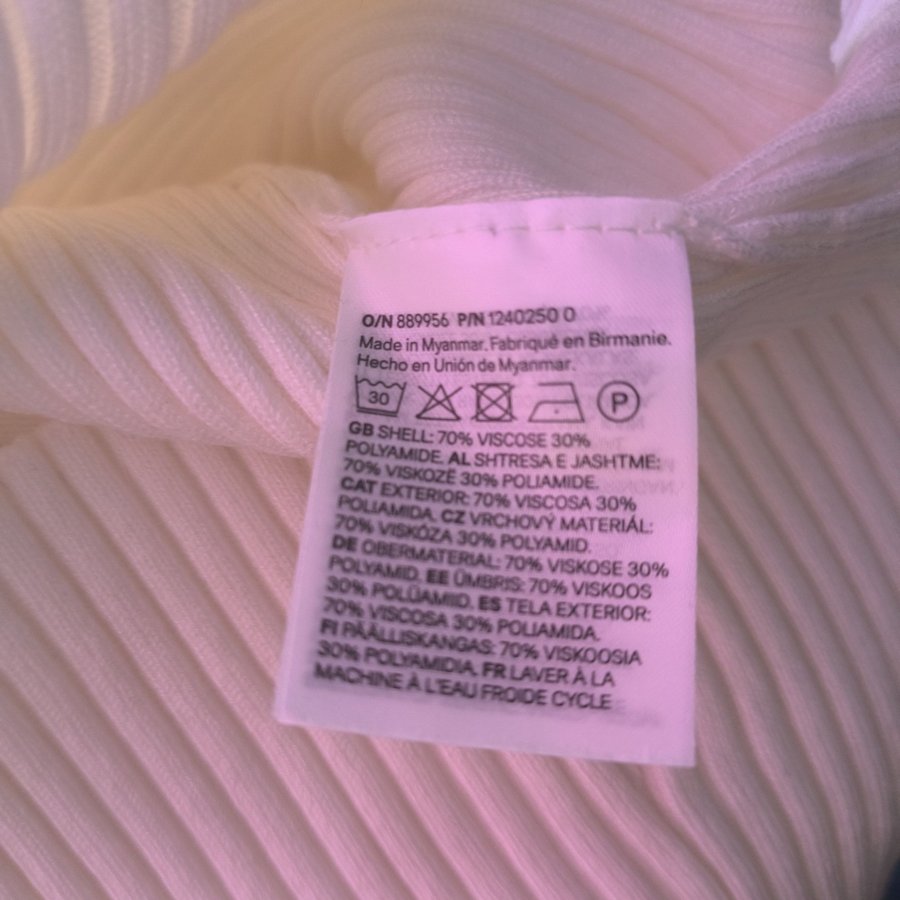 O/N 889956 P/N 1240250 0
Made in Myanmar. Fabriqué en Birmanie.
Hecho en Unión de Myanmar.
30 P
GB SHELL: 70% VISCOSE 30%
POLYAMIDE. AL SHTRESA E JASHTME:
70% VISKOZË 30% POLIAMIDE.
CAT EXTERIOR: 70% VISCOSA 30%
POLIAMIDA. CZ VRCHOVÝ MATERIÁL:
70% VISKÓZA 30% POLYAMID.
DE OBERMATERIAL: 70% VISKOSE 30%
POLYAMID. EE ÜMBRIS: 70% VISKOOS
30% POLÜAMIID. ES TELA EXTERIOR:
70% VISCOSA 30% POLIAMIDA.
FI PÄÄLLISKANGAS: 70% VISKOOSIA
30% POLYAMIDIA. FR LAVER À LA
MACHINE À L'EAU FROIDE CYCLE